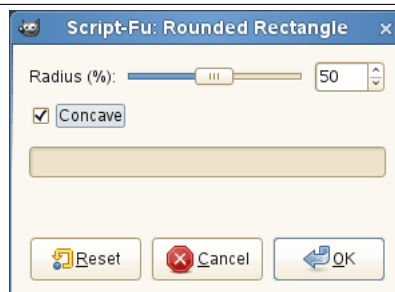 Script-Fu: Rounded Rectangle
Radius (%): 50
Concave
Reset Cancel OK